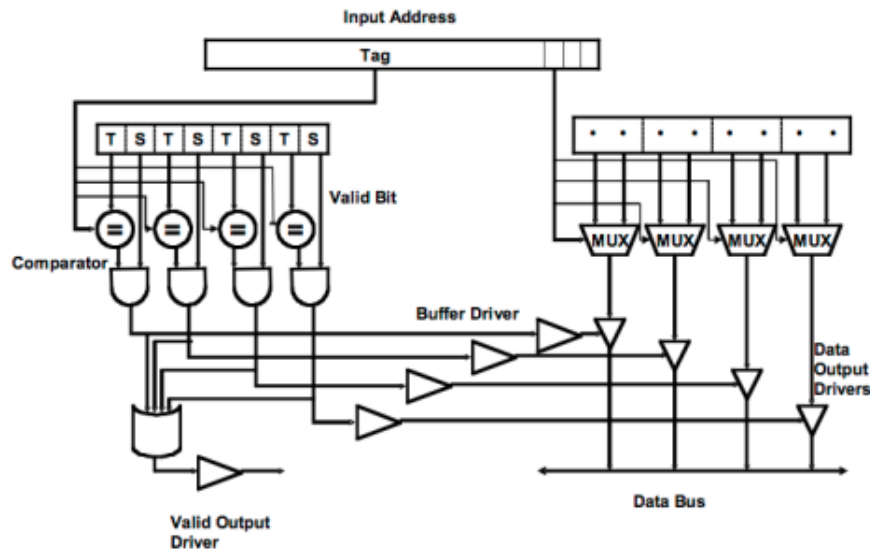 Input Address
Tag
T S T S T S T S
Valid Bit
= = = =
Comparator
MUX MUX MUX MUX
Buffer Driver
Data
Output
Drivers
Valid Output
Driver
Data Bus